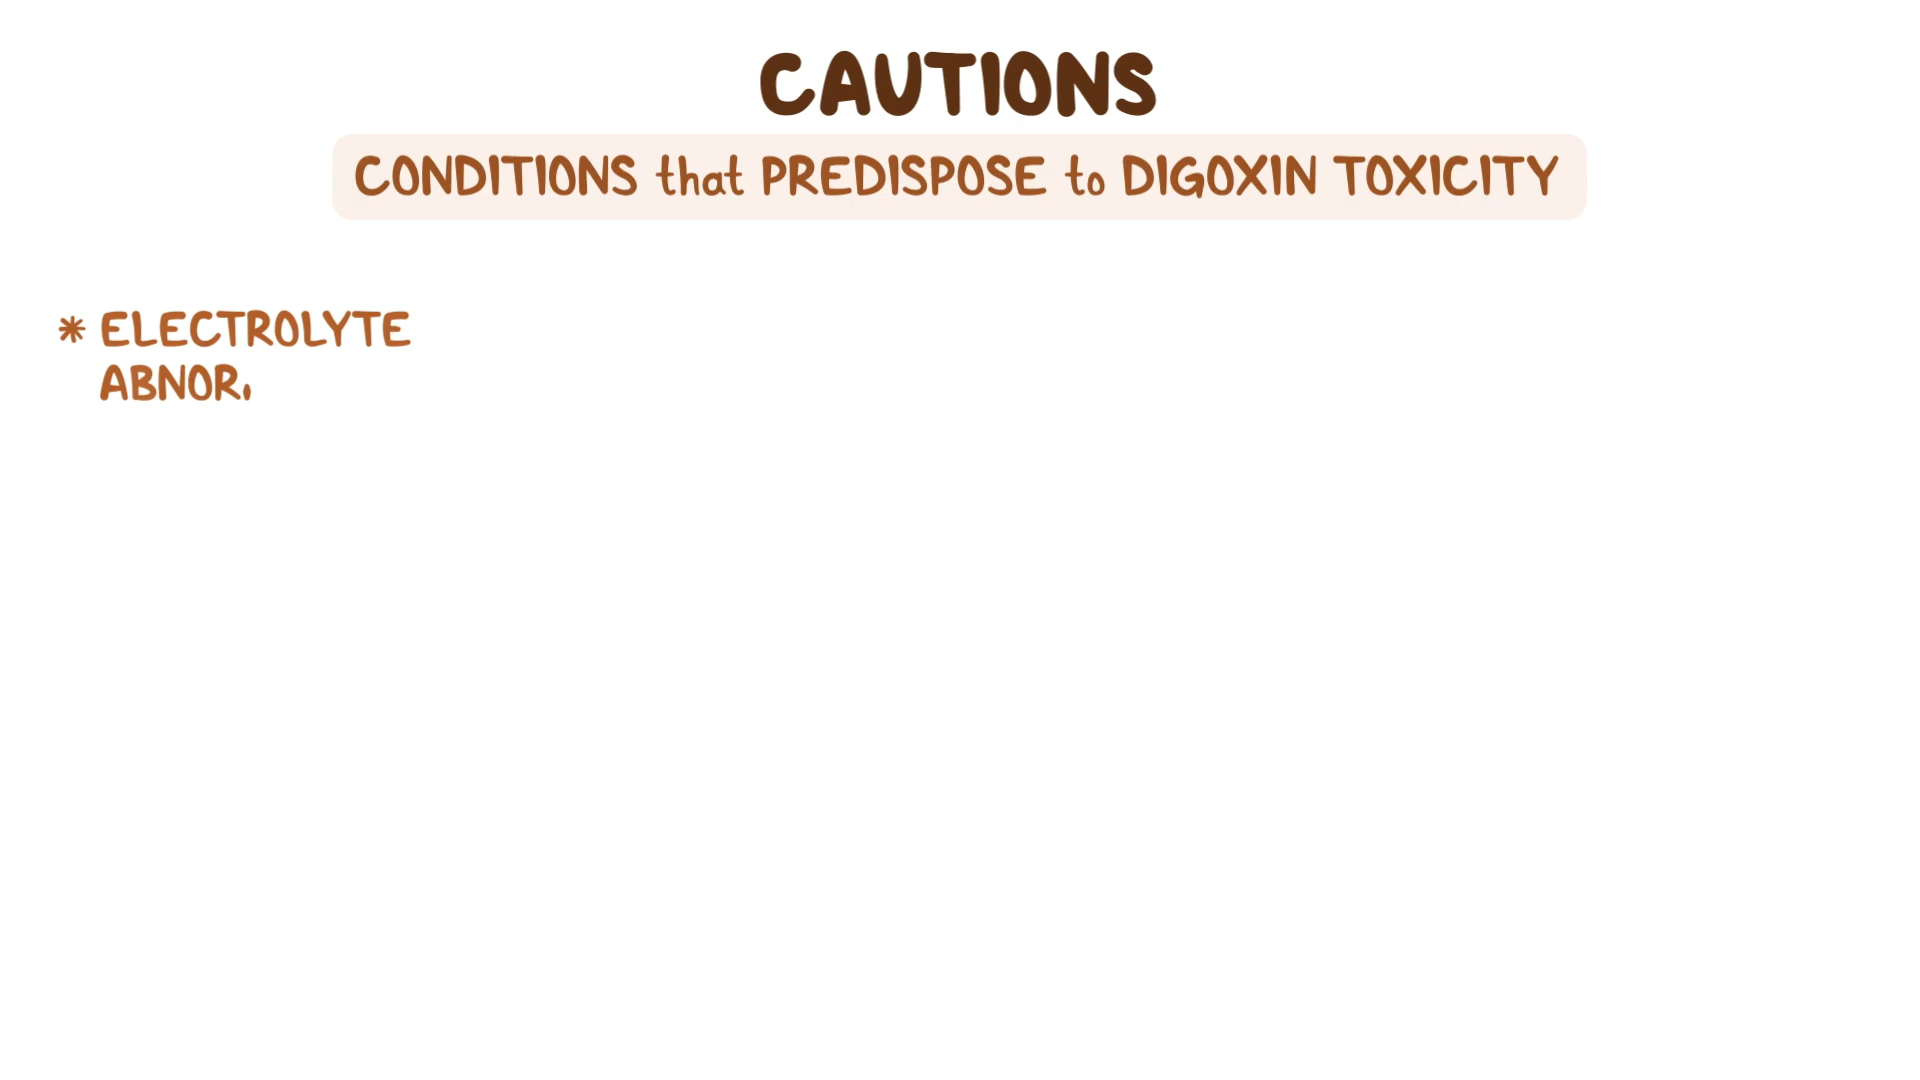 CAUTIONS
CONDITIONS that PREDISPOSE to DIGOXIN TOXICITY
* ELECTROLYTE
ABNOR.